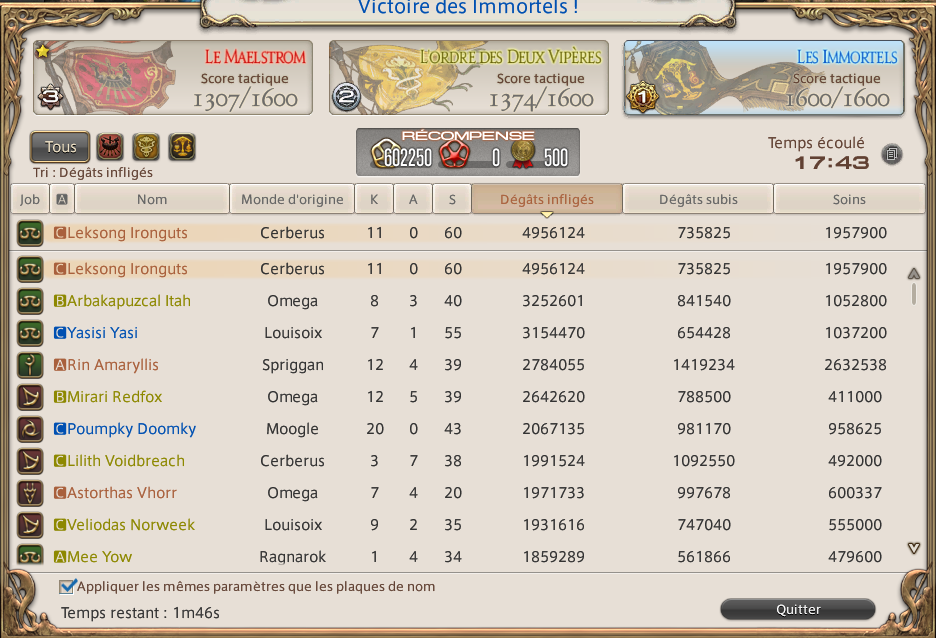 Victoire des Immortels !
LE MAELSTROM
Score tactique
1307/1600
3
L'ORDRE DES DEUX VIPÈRES
Score tactique
1374/1600
2
LES IMMORTELS
Score tactique
1600/1600
1
Tous
Tri : Dégâts infligés
RÉCOMPENSE
602250 0 500
Temps écoulé
17:43
Job A Nom Monde d'origine K A S Dégâts infligés Dégâts subis Soins
C Leksong Ironguts Cerberus 11 0 60 4956124 735825 1957900
C Leksong Ironguts Cerberus 11 0 60 4956124 735825 1957900
B Arbakapuzcal Itah Omega 8 3 40 3252601 841540 1052800
C Yasisi Yasi Louisoix 7 1 55 3154470 654428 1037200
A Rin Amaryllis Spriggan 12 4 39 2784055 1419234 2632538
B Mirari Redfox Omega 12 5 39 2642620 788500 411000
C Poumpky Doomky Moogle 20 0 43 2067135 981170 958625
C Lilith Voidbreach Cerberus 3 7 38 1991524 1092550 492000
C Astorthas Vhorr Omega 7 4 20 1971733 997678 600337
C Veliodas Norweek Louisoix 9 2 35 1931616 747040 555000
A Mee Yow Ragnarok 1 4 34 1859289 561866 479600
Appliquer les mêmes paramètres que les plaques de nom
Temps restant : 1m46s
Quitter